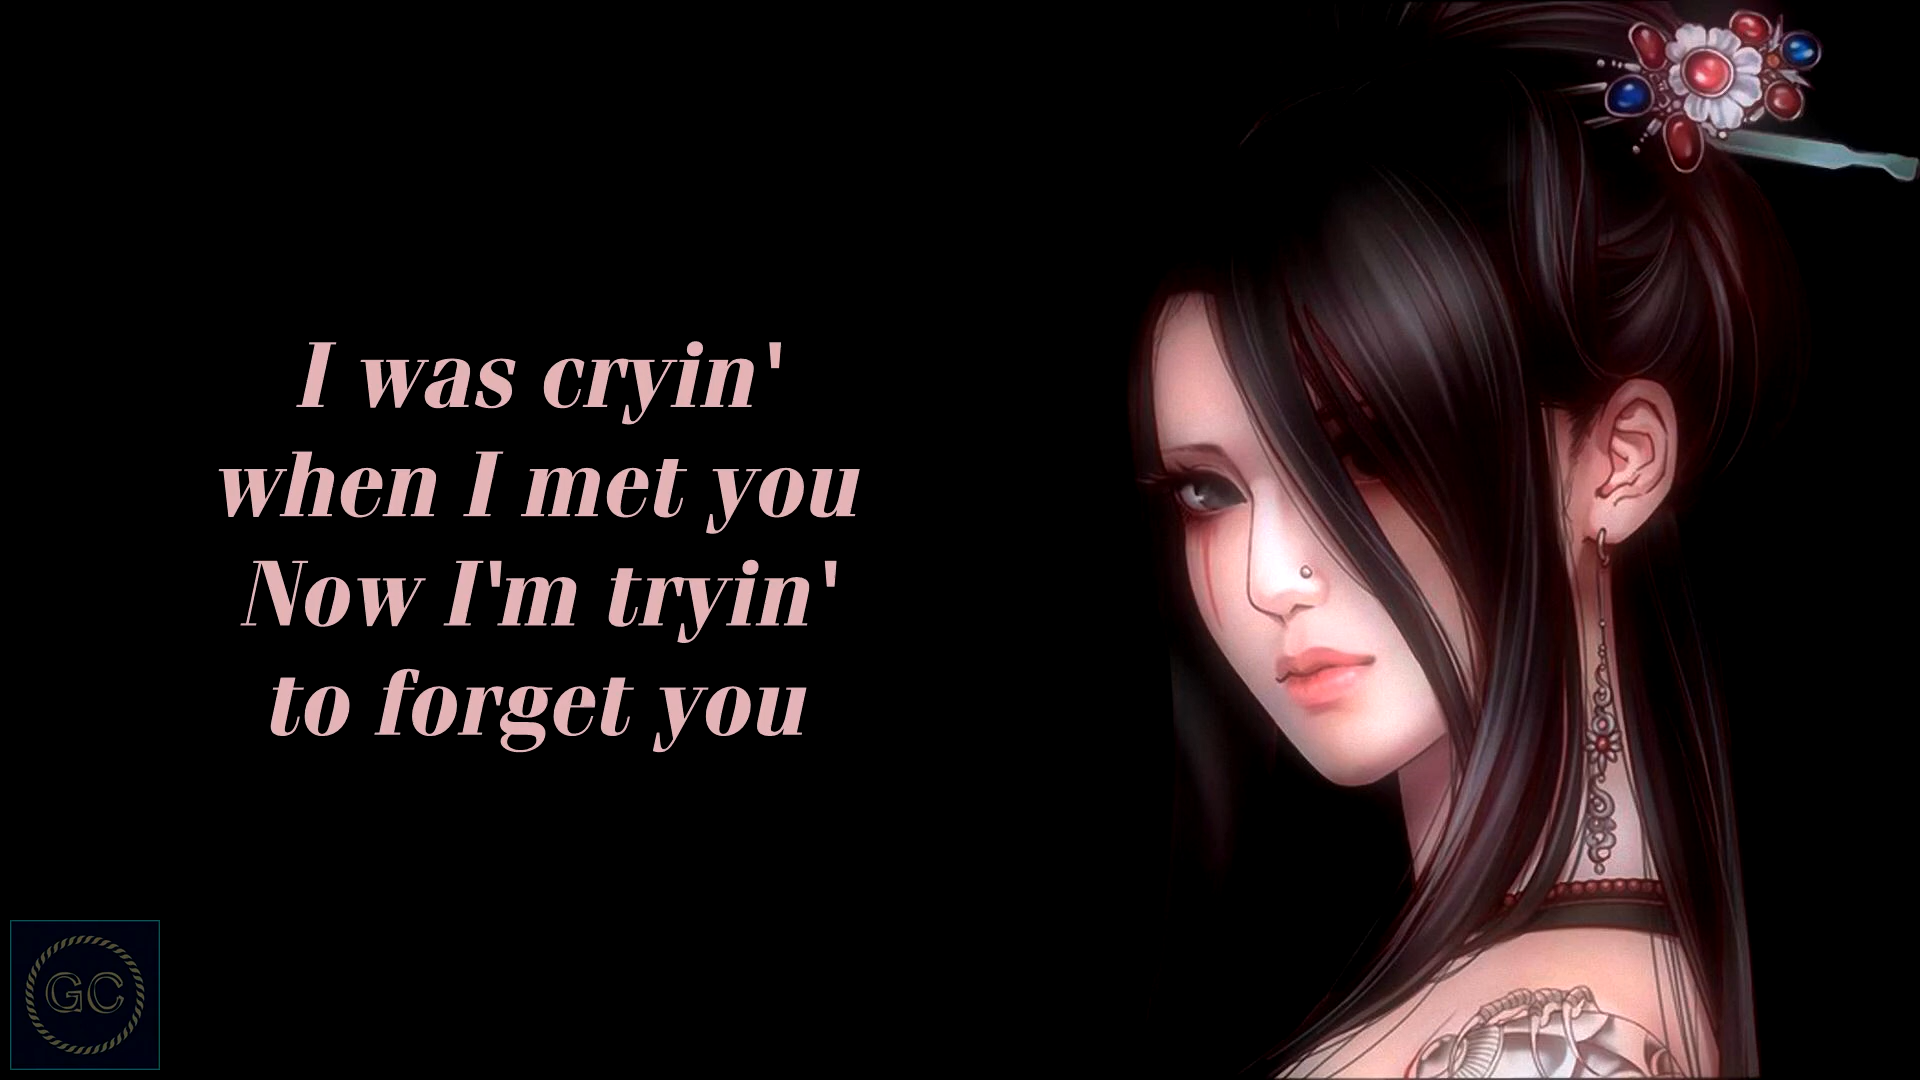 I was cryin'
when I met you
Now I'm tryin'
to forget you
GC